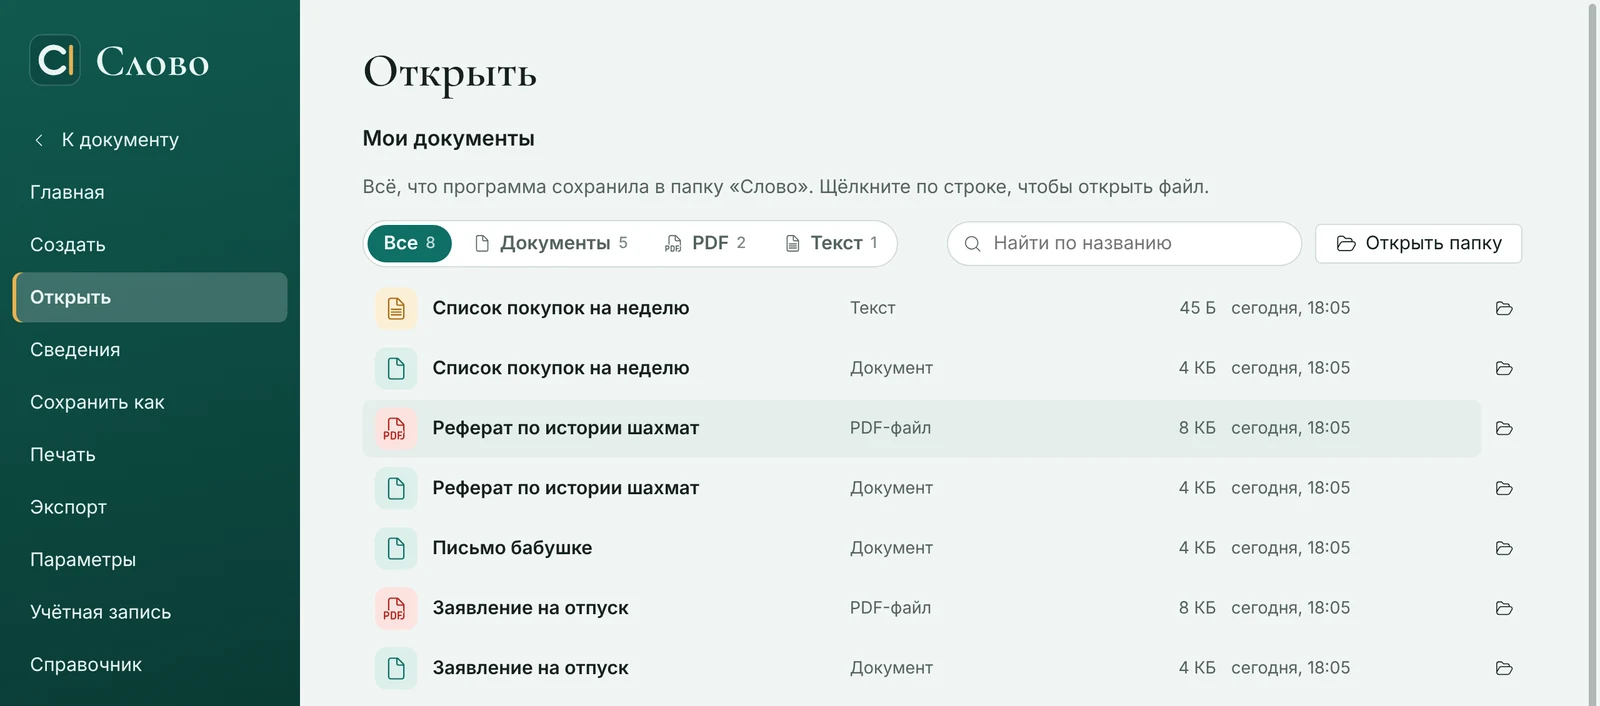 Cl Слово
К документу
Главная
Создать
Открыть
Сведения
Сохранить как
Печать
Экспорт
Параметры
Учётная запись
Справочник
Открыть
Мои документы
Всё, что программа сохранила в папку «Слово». Щёлкните по строке, чтобы открыть файл.
Все 8 Документы 5 PDF 2 Текст 1 Найти по названию Открыть папку
Список покупок на неделю Текст 45 Б сегодня, 18:05
Список покупок на неделю Документ 4 КБ сегодня, 18:05
PDF Реферат по истории шахмат PDF-файл 8 КБ сегодня, 18:05
Реферат по истории шахмат Документ 4 КБ сегодня, 18:05
Письмо бабушке Документ 4 КБ сегодня, 18:05
PDF Заявление на отпуск PDF-файл 8 КБ сегодня, 18:05
Заявление на отпуск Документ 4 КБ сегодня, 18:05